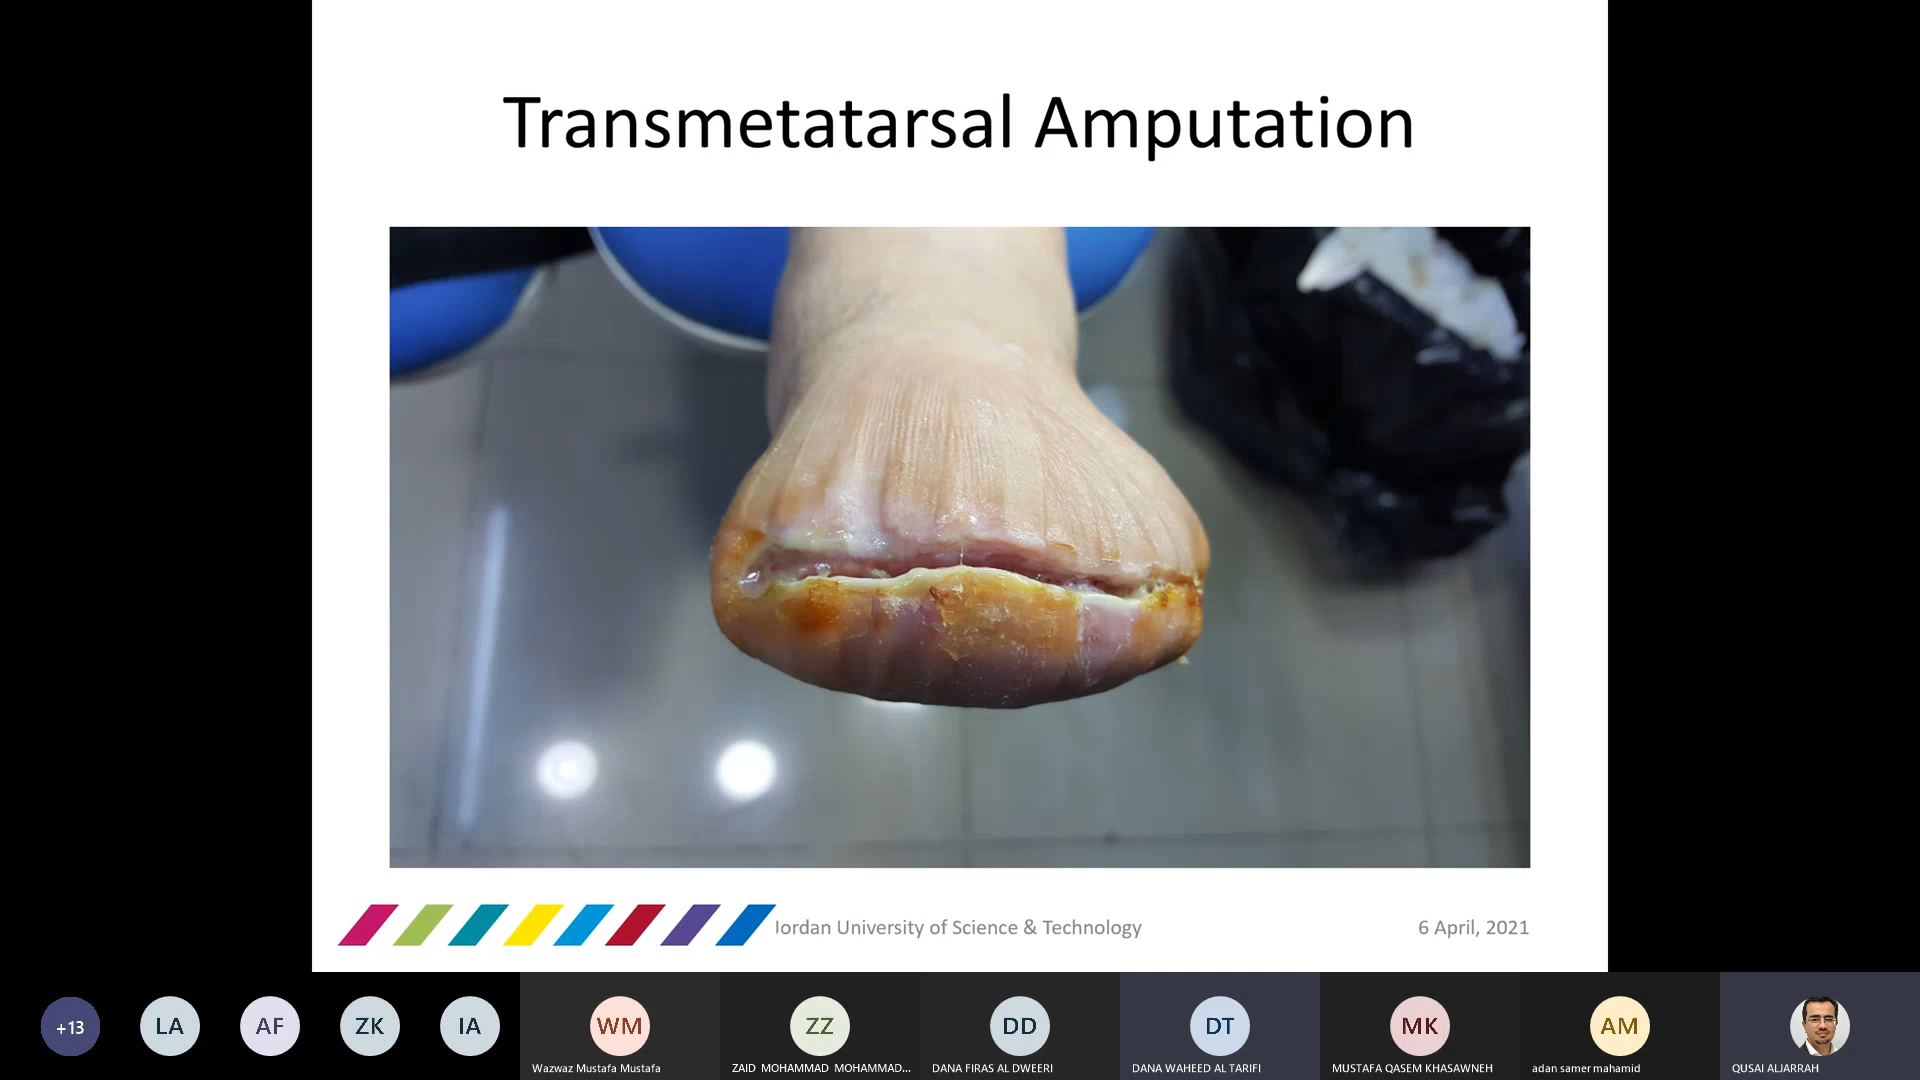 Transmetatarsal Amputation
Jordan University of Science & Technology
6 April, 2021
+13
LA
AF
ZK
IA
WM
ZZ
DD
DT
MK
AM
Wazwaz Mustafa Mustafa
ZAID MOHAMMAD MOHAMMAD...
DANA FIRAS AL DWEERI
DANA WAHEED AL TARIFI
MUSTAFA QASEM KHASAWNEH
adan samer mahamid
QUSAI ALJARRAH